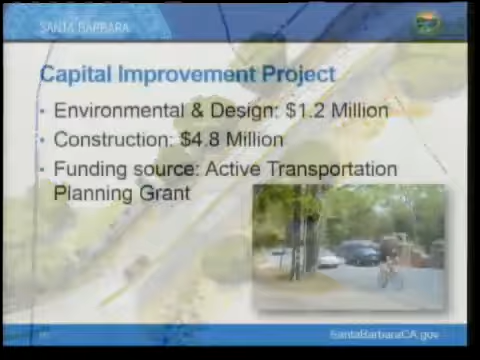 SANTA BARBARA
Capital Improvement Project
• Environmental & Design: $1.2 Million
• Construction: $4.8 Million
• Funding source: Active Transportation
Planning Grant
SantaBarbaraCA.gov